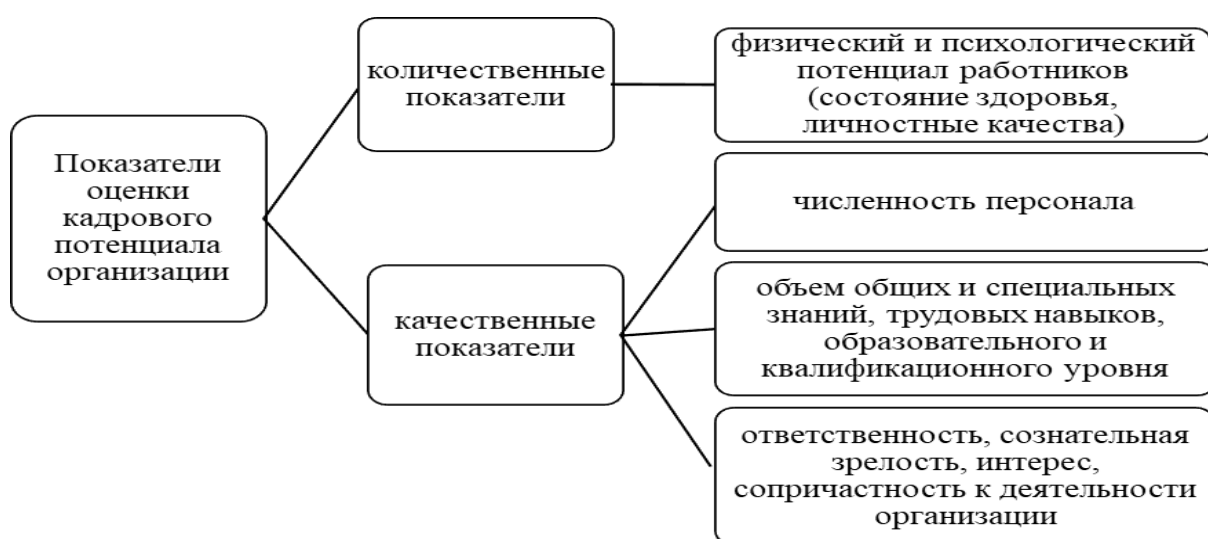 Показатели
оценки
кадрового
потенциала
организации
количественные
показатели
физический и психологический
потенциал работников
(состояние здоровья,
личностные качества)
качественные
показатели
численность персонала
объем общих и специальных
знаний, трудовых навыков,
образовательного и
квалификационного уровня
ответственность, сознательная
зрелость, интерес,
сопричастность к деятельности
организации